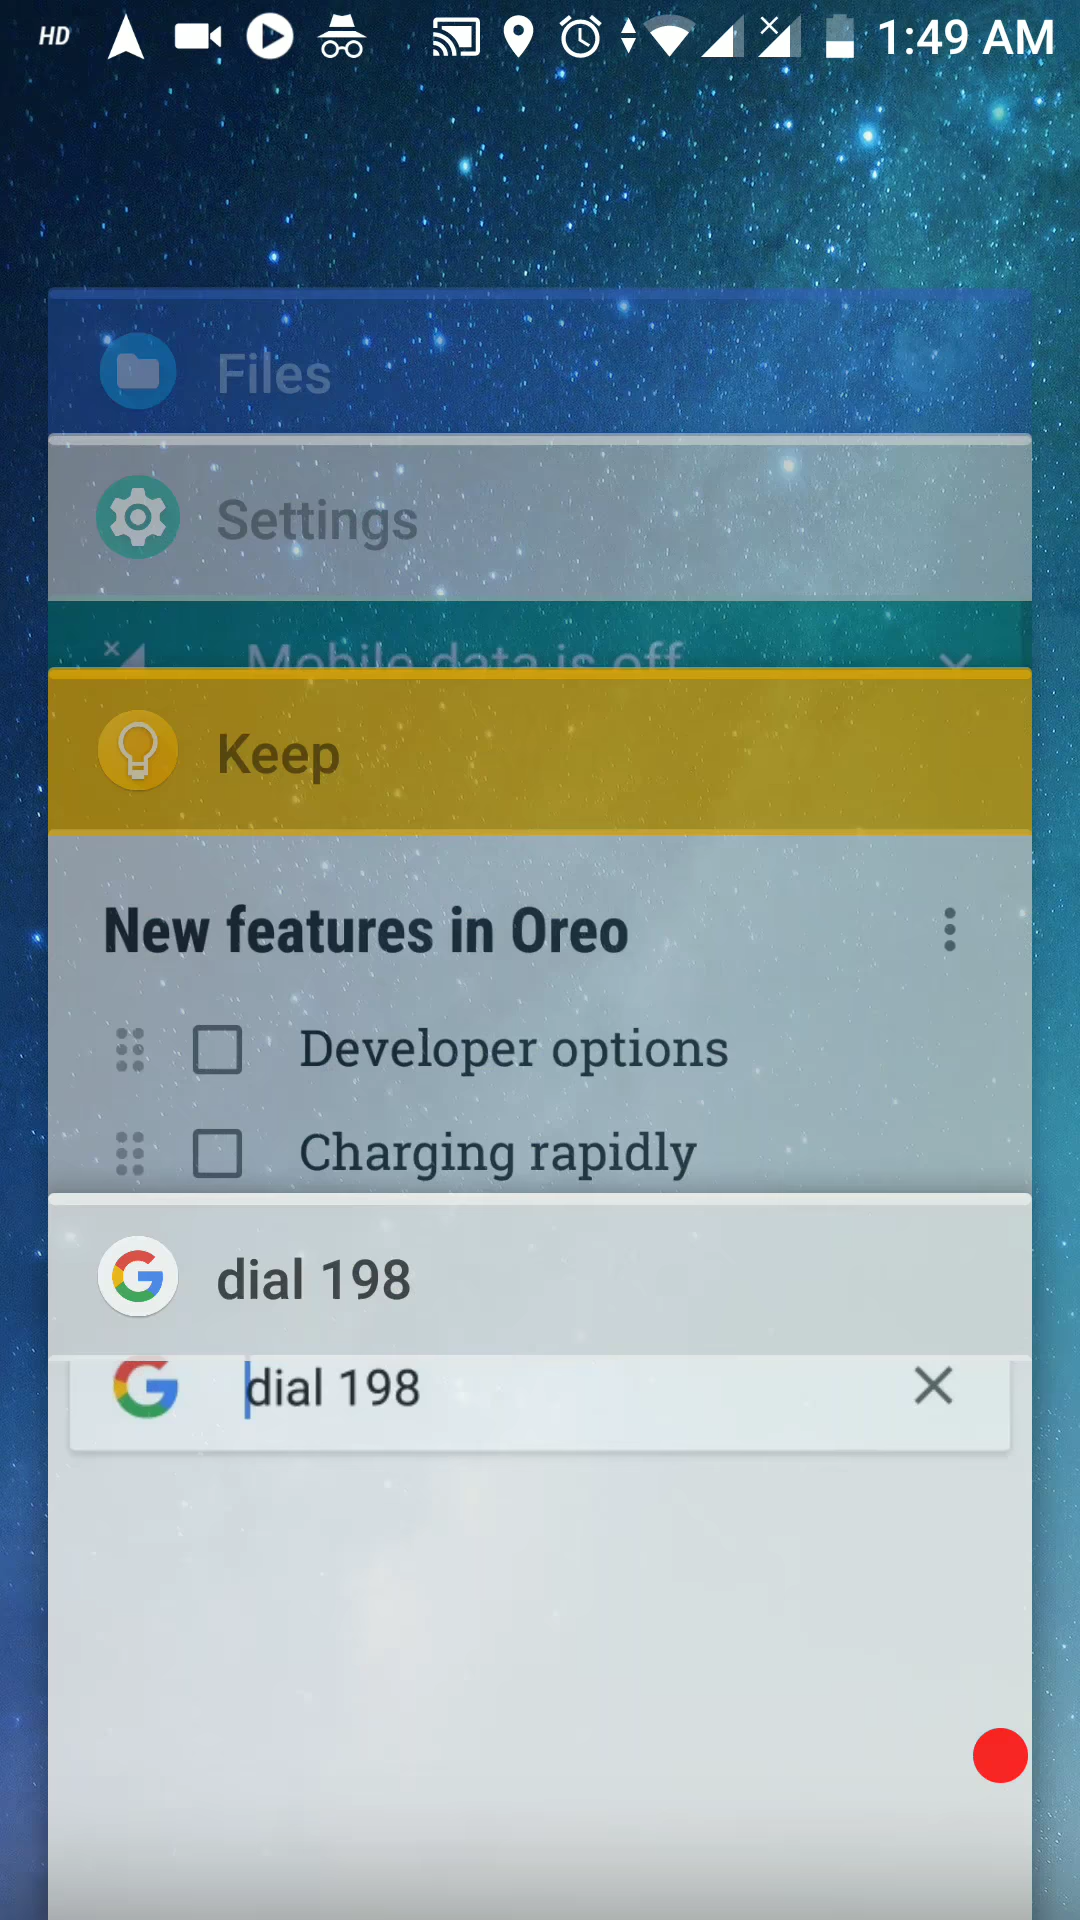 HD 1:49 AM
Files
Settings
Mobile data is off
Keep
New features in Oreo
Developer options
Charging rapidly
dial 198
dial 198